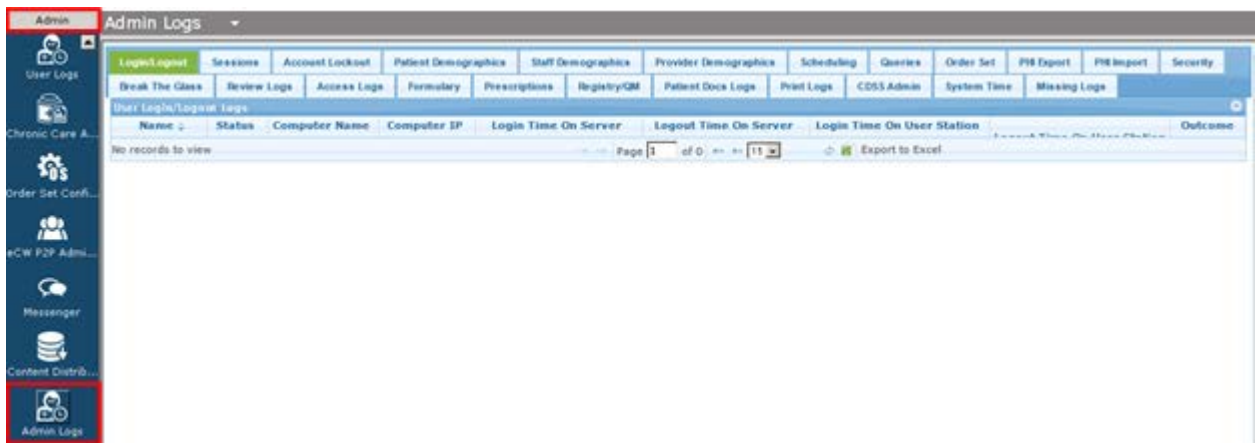 Admin
Admin Logs
User Logs
Chronic Care A...
Order Set Confi...
eCW P2P Admi...
Messenger
Content Distrib...
Admin Logs
Login/Logout Sessions Account Lockout Patient Demographics Staff Demographics Provider Demographics Scheduling Queries Order Set PHI Export PHI Import Security
Break The Glass Review Logs Access Logs Formulary Prescriptions Registry/QM Patient Docs Logs Print Logs CDSS Admin System Time Missing Logs
User Login/Logout Logs
Name Status Computer Name Computer IP Login Time On Server Logout Time On Server Login Time On User Station Logout Time On User Station Outcome
No records to view Page 1 of 0 15 Export to Excel